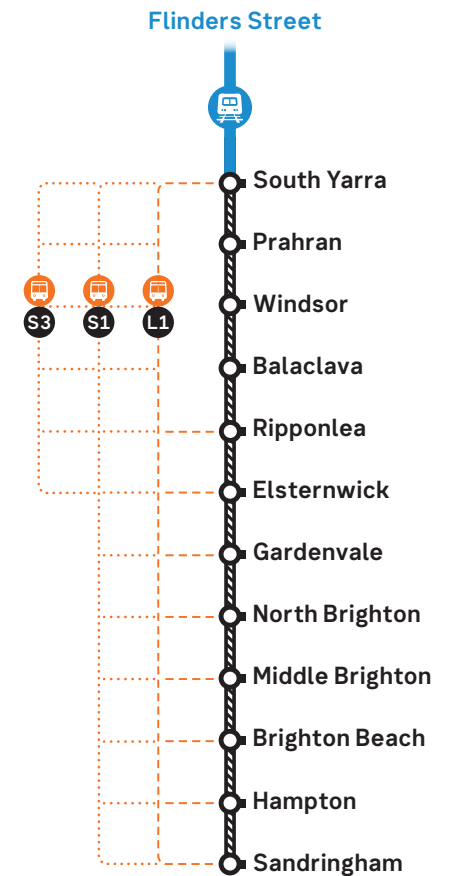 Flinders Street
South Yarra
Prahran
Windsor
S3 S1 L1
Balaclava
Ripponlea
Elsternwick
Gardenvale
North Brighton
Middle Brighton
Brighton Beach
Hampton
Sandringham